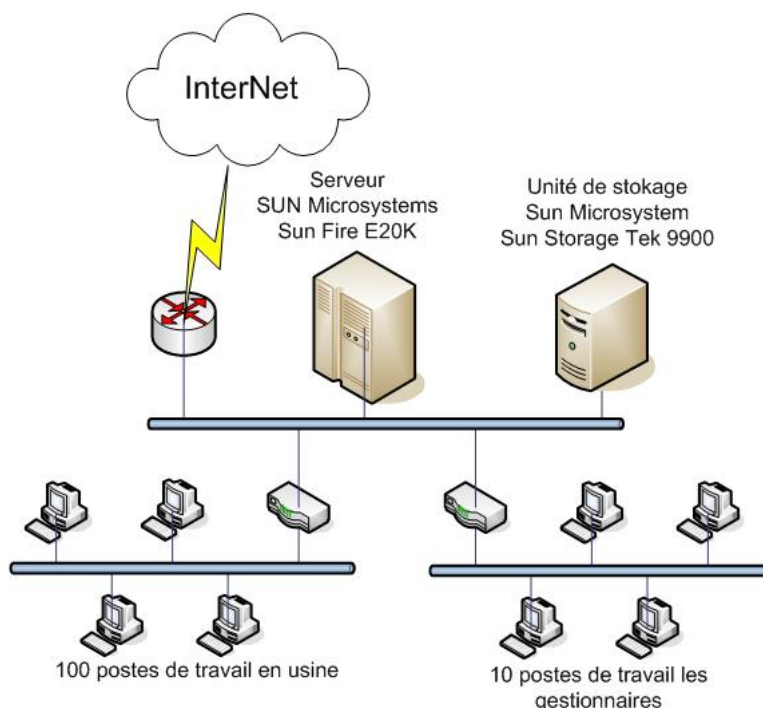 InterNet
Serveur
SUN Microsystems
Sun Fire E20K
Unité de stokage
Sun Microsystem
Sun Storage Tek 9900
100 postes de travail en usine
10 postes de travail les
gestionnaires